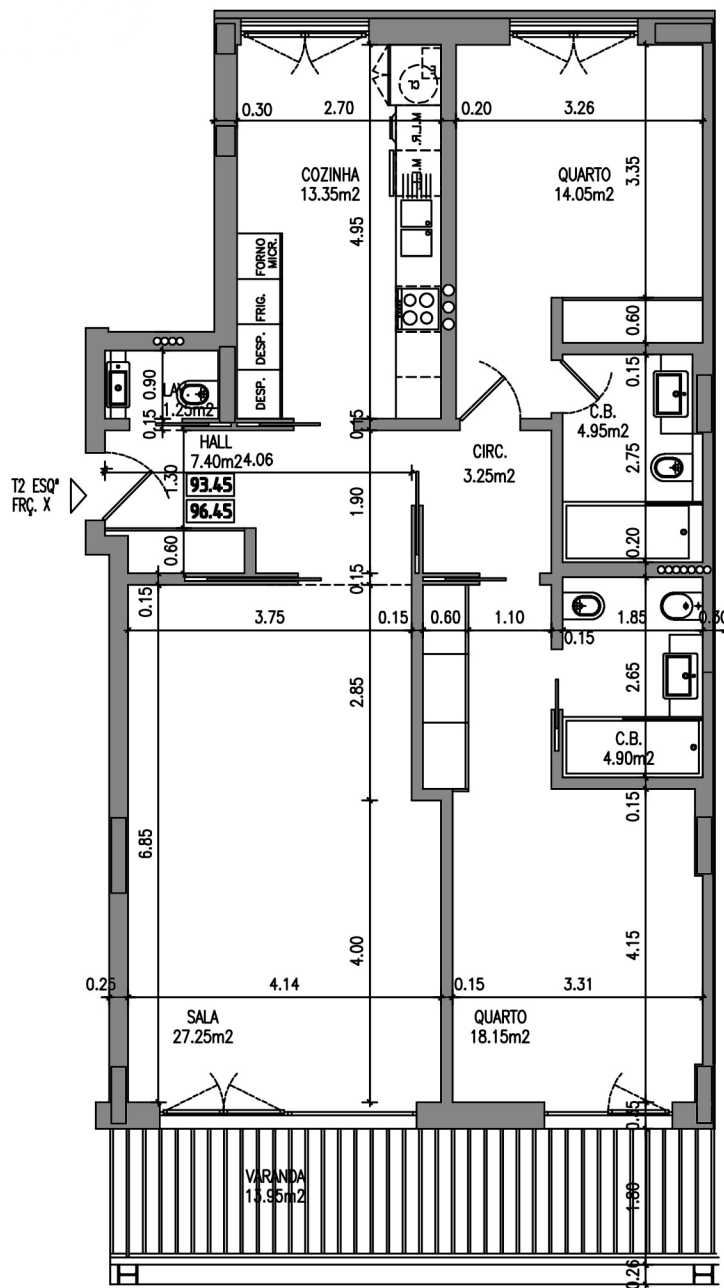 0.30 2.70 0.20 3.26
CP
M.L.R.
M.L.
COZINHA
13.35m2
4.95
QUARTO
14.05m2
3.35
FORNO
MICR.
FRIG.
DESP.
DESP.
0.60
0.90
LAV.
1.25m2
0.15
0.15
C.B.
4.95m2
0.15
2.75
HALL
7.40m2
4.06
1.30
93.45
96.45
CIRC.
3.25m2
T2 ESQº
FRÇ. X
1.90
0.60
0.20
0.15
0.15
3.75 0.15 0.60 1.10 0.15 1.85 0.30
2.85
2.65
C.B.
4.90m2
0.15
6.85
4.00
4.15
0.25 4.14 0.15 3.31
SALA
27.25m2
QUARTO
18.15m2
VARANDA
13.95m2
1.80
0.26